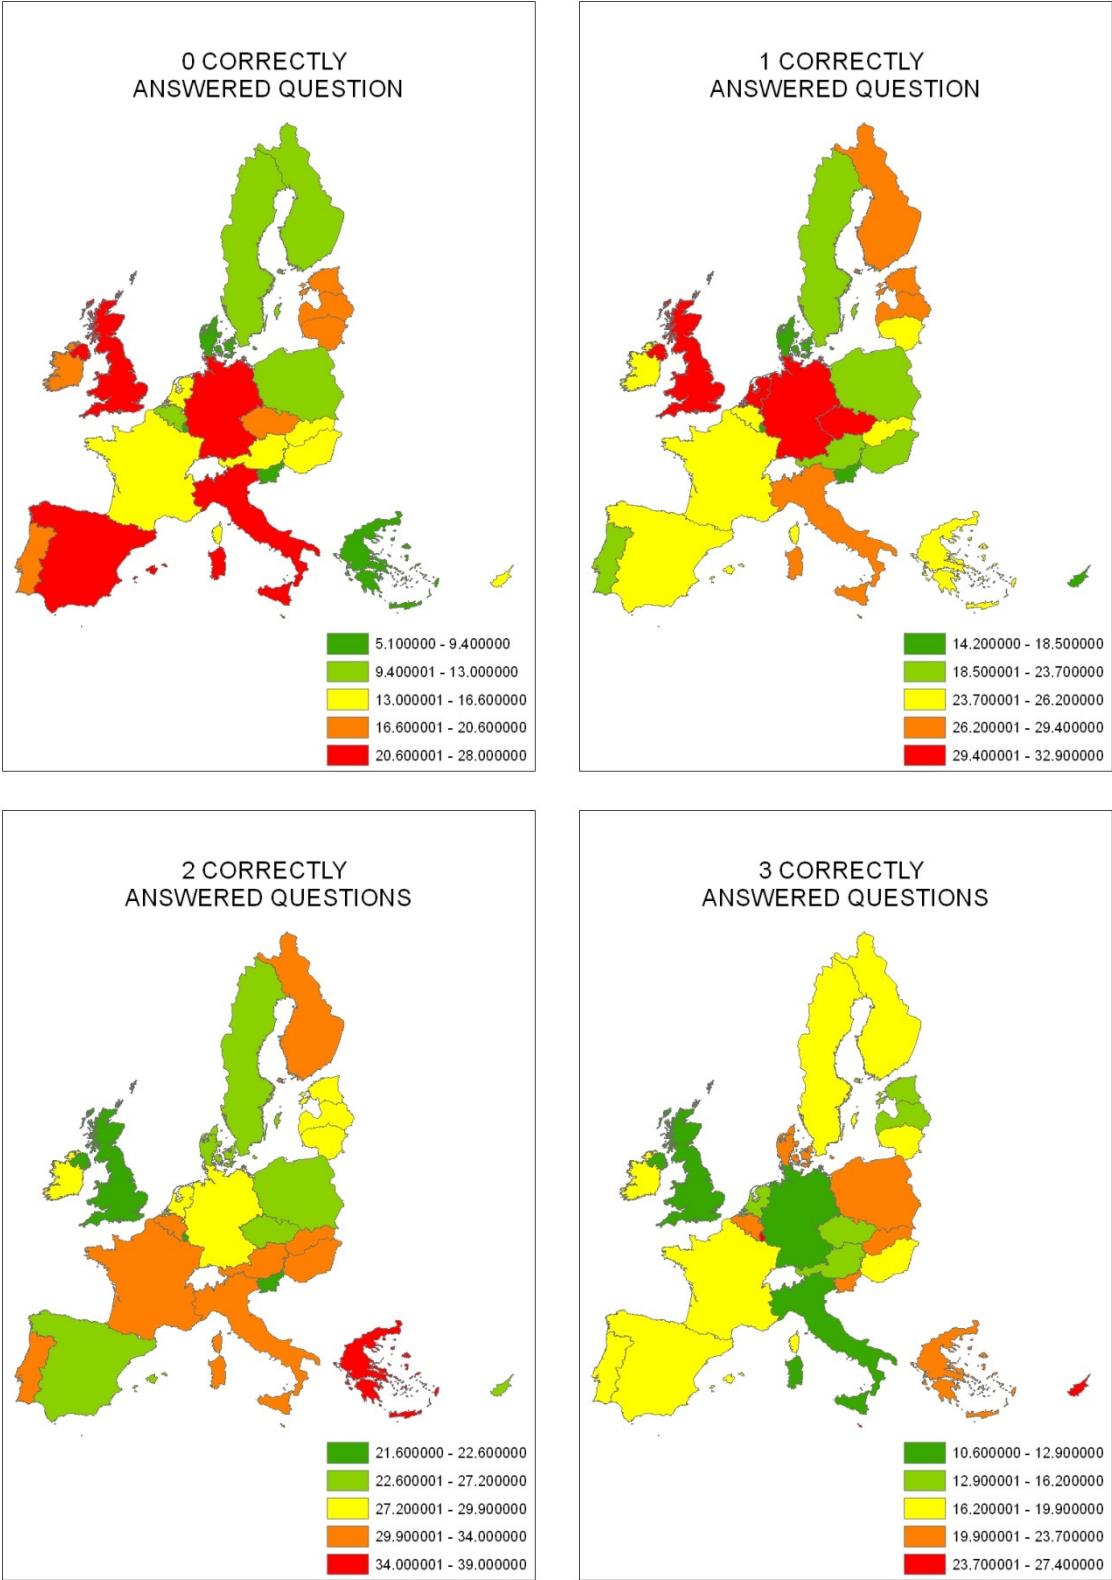 0 CORRECTLY
ANSWERED QUESTION
5.100000 - 9.400000
9.400001 - 13.000000
13.000001 - 16.600000
16.600001 - 20.600000
20.600001 - 28.000000
1 CORRECTLY
ANSWERED QUESTION
14.200000 - 18.500000
18.500001 - 23.700000
23.700001 - 26.200000
26.200001 - 29.400000
29.400001 - 32.900000
2 CORRECTLY
ANSWERED QUESTIONS
21.600000 - 22.600000
22.600001 - 27.200000
27.200001 - 29.900000
29.900001 - 34.000000
34.000001 - 39.000000
3 CORRECTLY
ANSWERED QUESTIONS
10.600000 - 12.900000
12.900001 - 16.200000
16.200001 - 19.900000
19.900001 - 23.700000
23.700001 - 27.400000